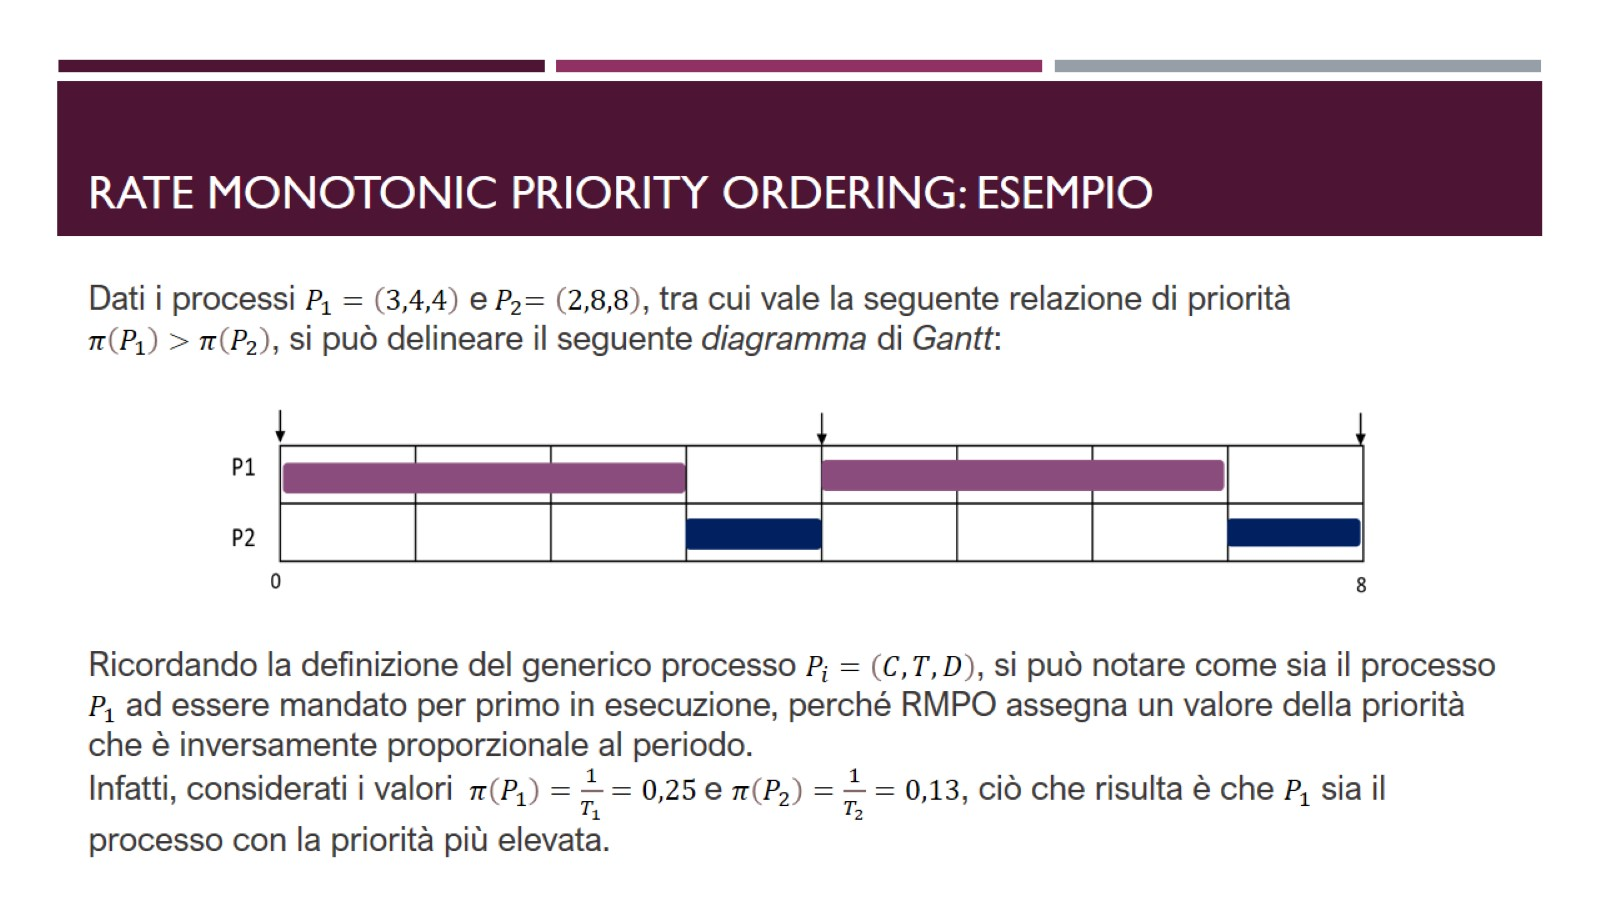 RATE MONOTONIC PRIORITY ORDERING: ESEMPIO
Dati i processi P₁ = (3,4,4) e P₂= (2,8,8), tra cui vale la seguente relazione di priorità
π(P₁) > π(P₂), si può delineare il seguente diagramma di Gantt:
P1
P2
0
8
Ricordando la definizione del generico processo Pᵢ = (C, T, D), si può notare come sia il processo
P₁ ad essere mandato per primo in esecuzione, perché RMPO assegna un valore della priorità
che è inversamente proporzionale al periodo.
Infatti, considerati i valori π(P₁) = 1/T₁ = 0,25 e π(P₂) = 1/T₂ = 0,13, ciò che risulta è che P₁ sia il
processo con la priorità più elevata.